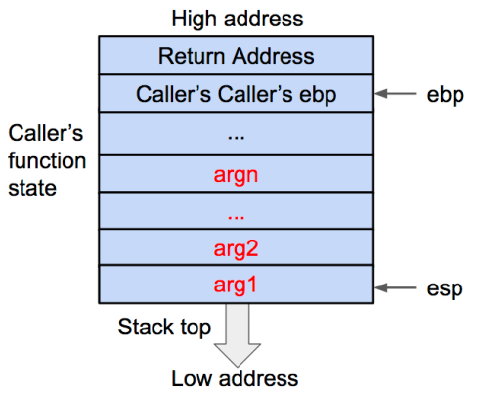 High address
Return Address
Caller's Caller's ebp
ebp
...
Caller's
function
state
argn
...
arg2
arg1
esp
Stack top
Low address